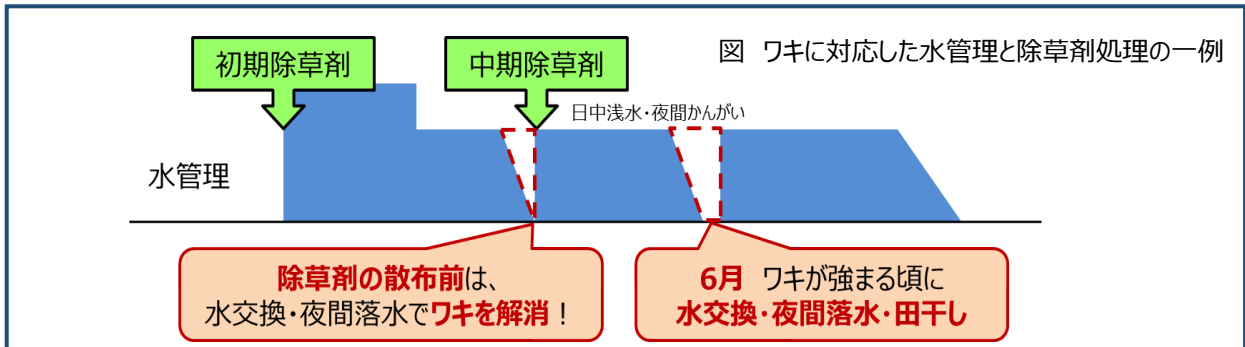 図 ワキに対応した水管理と除草剤処理の一例
初期除草剤
中期除草剤
日中浅水・夜間かんがい
水管理
除草剤の散布前は、
水交換・夜間落水でワキを解消！
6月 ワキが強まる頃に
水交換・夜間落水・田干し